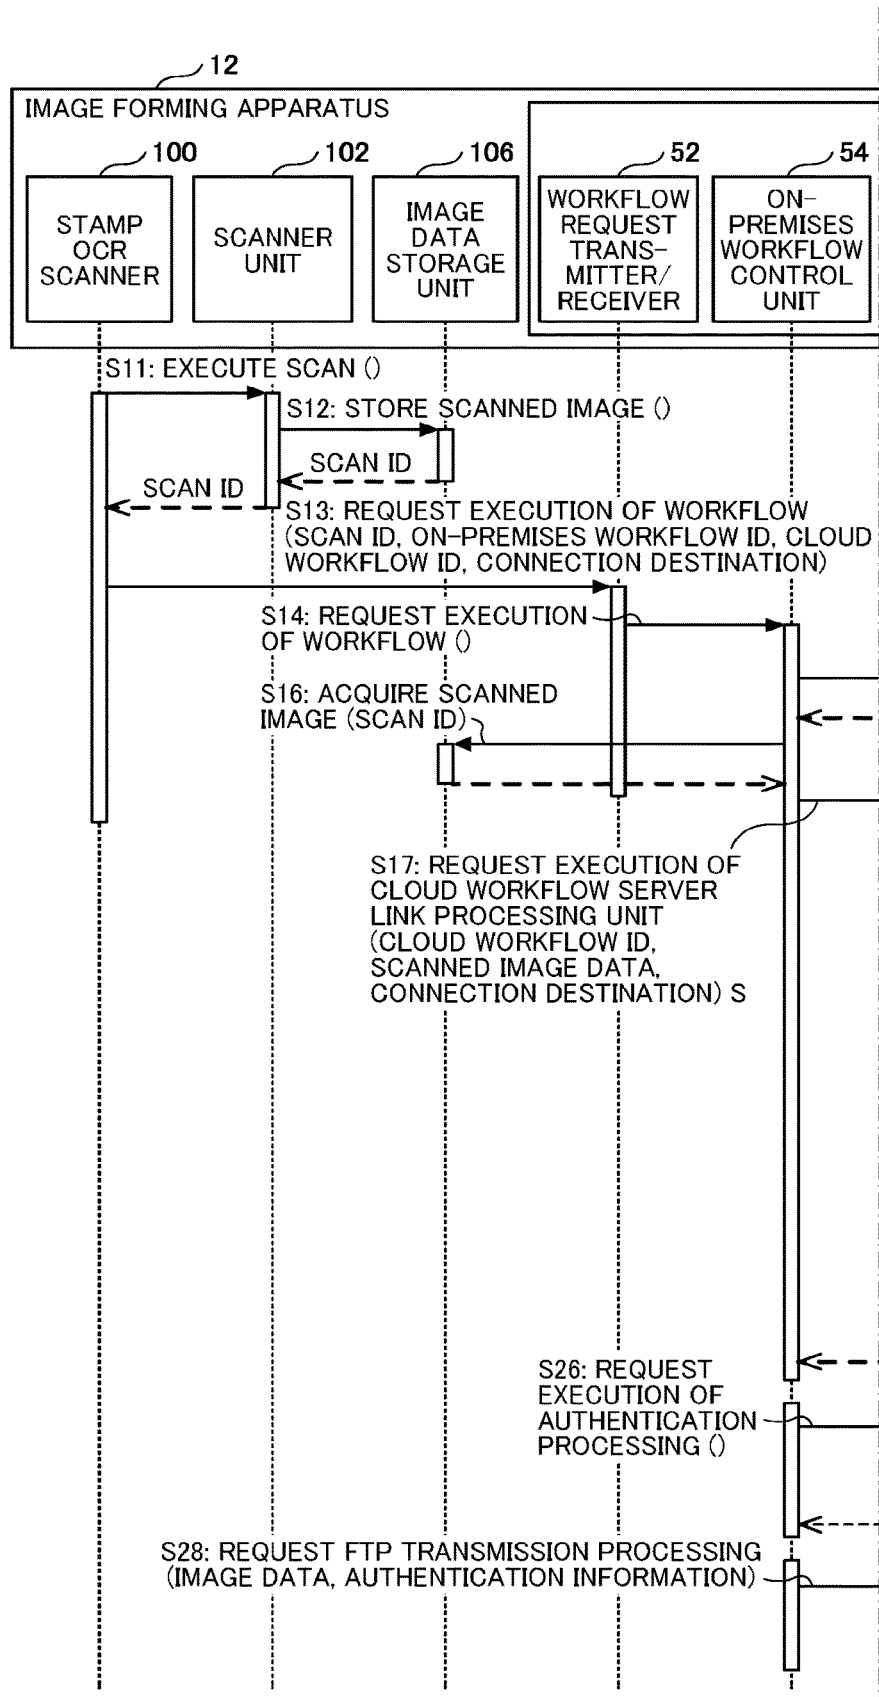 12
IMAGE FORMING APPARATUS
100
102
106
52
54
STAMP
OCR
SCANNER
SCANNER
UNIT
IMAGE
DATA
STORAGE
UNIT
WORKFLOW
REQUEST
TRANS-
MITTER/
RECEIVER
ON-
PREMISES
WORKFLOW
CONTROL
UNIT
S11: EXECUTE SCAN ()
S12: STORE SCANNED IMAGE ()
SCAN ID
SCAN ID
S13: REQUEST EXECUTION OF WORKFLOW
(SCAN ID, ON-PREMISES WORKFLOW ID, CLOUD
WORKFLOW ID, CONNECTION DESTINATION)
S14: REQUEST EXECUTION
OF WORKFLOW ()
S16: ACQUIRE SCANNED
IMAGE (SCAN ID)
S17: REQUEST EXECUTION OF
CLOUD WORKFLOW SERVER
LINK PROCESSING UNIT
(CLOUD WORKFLOW ID,
SCANNED IMAGE DATA,
CONNECTION DESTINATION) S
S26: REQUEST
EXECUTION OF
AUTHENTICATION
PROCESSING ()
S28: REQUEST FTP TRANSMISSION PROCESSING
(IMAGE DATA, AUTHENTICATION INFORMATION)